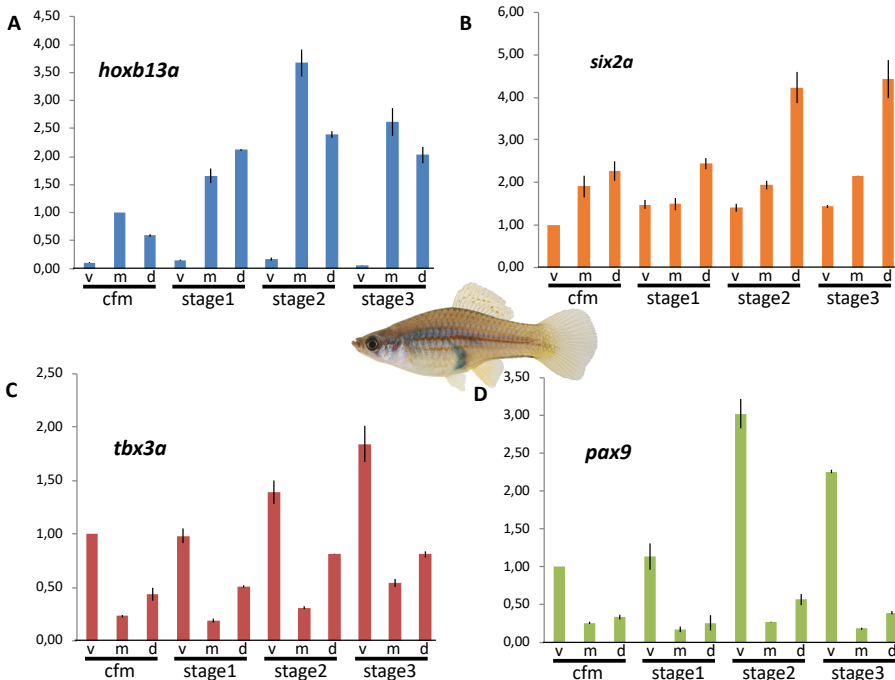 A
hoxb13a
4,50
4,00
3,50
3,00
2,50
2,00
1,50
1,00
0,50
0,00
v m d v m d v m d v m d
cfm stage1 stage2 stage3
B
six2a
6,00
5,00
4,00
3,00
2,00
1,00
0,00
v m d v m d v m d v m d
cfm stage1 stage2 stage3
C
tbx3a
2,50
2,00
1,50
1,00
0,50
0,00
v m d v m d v m d v m d
cfm stage1 stage2 stage3
D
pax9
3,50
3,00
2,50
2,00
1,50
1,00
0,50
0,00
v m d v m d v m d v m d
cfm stage1 stage2 stage3